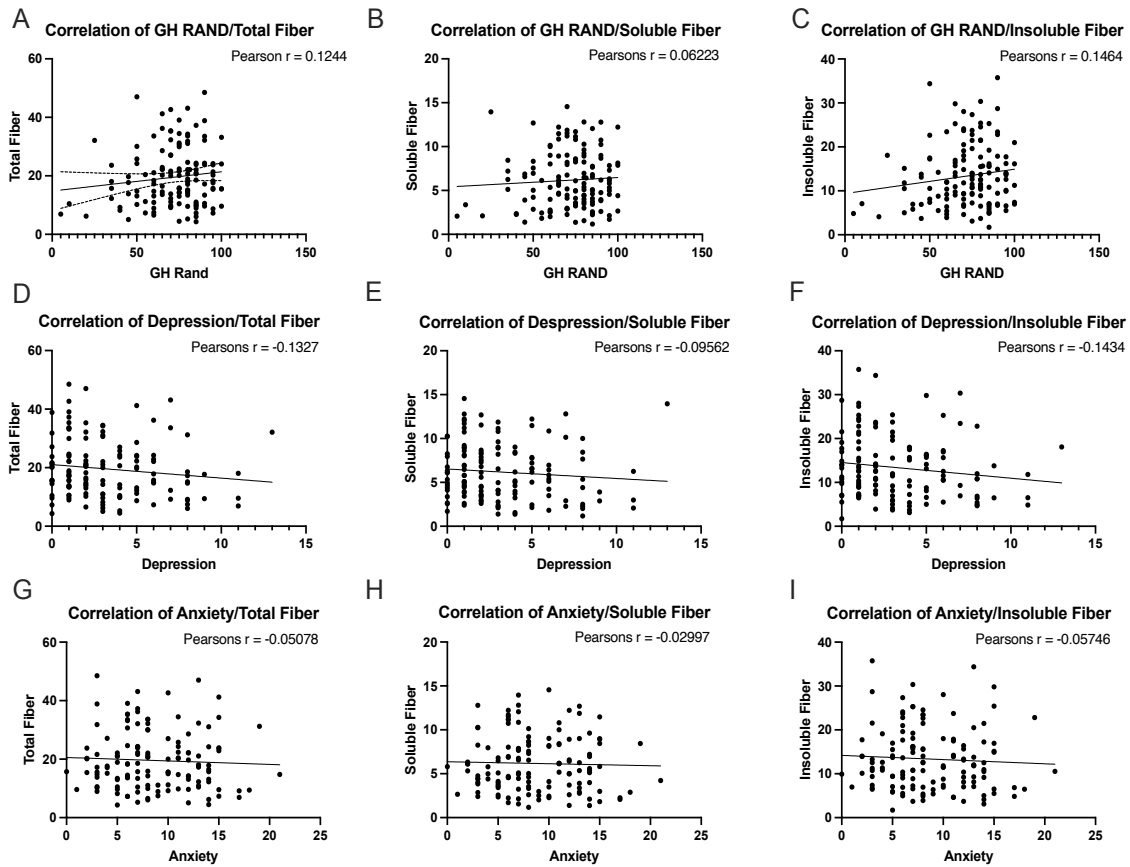 A
Correlation of GH RAND/Total Fiber
Pearson r = 0.1244
Total Fiber
60
40
20
0
50
100
150
GH Rand
B
Correlation of GH RAND/Soluble Fiber
Pearsons r = 0.06223
Soluble Fiber
20
15
10
5
0
0
50
100
150
GH RAND
C
Correlation of GH RAND/Insoluble Fiber
Pearsons r = 0.1464
Insoluble Fiber
40
30
20
10
0
0
50
100
150
GH RAND
D
Correlation of Depression/Total Fiber
Pearsons r = -0.1327
Total Fiber
60
40
20
0
0
5
10
15
Depression
E
Correlation of Despression/Soluble Fiber
Pearsons r = -0.09562
Soluble Fiber
20
15
10
5
0
0
5
10
15
Depression
F
Correlation of Depression/Insoluble Fiber
Pearsons r = -0.1434
Insoluble Fiber
40
30
20
10
0
0
5
10
15
Depression
G
Correlation of Anxiety/Total Fiber
Pearsons r = -0.05078
Total Fiber
60
40
20
0
0
5
10
15
20
25
Anxiety
H
Correlation of Anxiety/Soluble Fiber
Pearsons r = -0.02997
Soluble Fiber
20
15
10
5
0
0
5
10
15
20
25
Anxiety
I
Correlation of Anxiety/Insoluble Fiber
Pearsons r = -0.05746
Insoluble Fiber
40
30
20
10
0
0
5
10
15
20
25
Anxiety